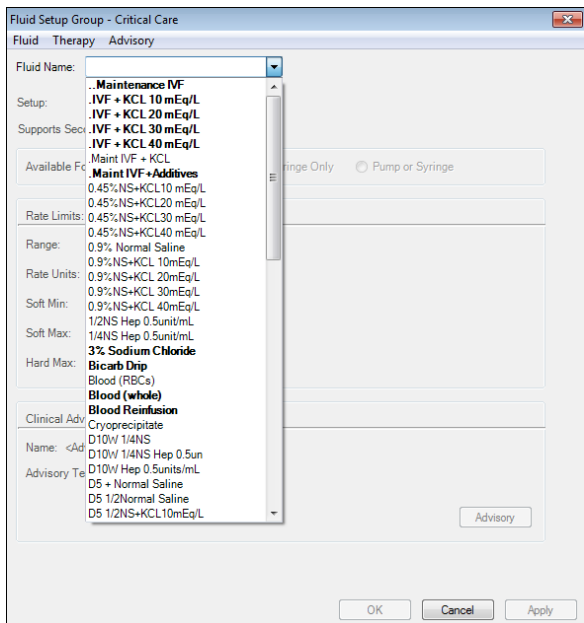 Fluid Setup Group - Critical Care
Fluid Therapy Advisory
Fluid Name:
..Maintenance IVF
.IVF + KCL 10 mEq/L
Setup:
.IVF + KCL 20 mEq/L
.IVF + KCL 30 mEq/L
Supports Seco
.IVF + KCL 40 mEq/L
.Maint IVF + KCL
Available Fo
ringe Only
Pump or Syringe
.Maint IVF+Additives
0.45%NS+KCL10 mEq/L
0.45%NS+KCL20 mEq/L
Rate Limits:
0.45%NS+KCL30 mEq/L
0.45%NS+KCL40 mEq/L
Range:
0.9% Normal Saline
0.9%NS+KCL 10mEq/L
Rate Units:
0.9%NS+KCL 20mEq/L
0.9%NS+KCL 30mEq/L
Soft Min:
0.9%NS+KCL 40mEq/L
1/2NS Hep 0.5unit/mL
Soft Max:
1/4NS Hep 0.5unit/mL
3% Sodium Chloride
Hard Max:
Bicarb Drip
Blood (RBCs)
Blood (whole)
Blood Reinfusion
Clinical Adv
Cryoprecipitate
D10W 1/4NS
Name: <Ad
D10W 1/4NS Hep 0.5un
Advisory Te
D10W Hep 0.5units/mL
D5 + Normal Saline
D5 1/2Normal Saline
D5 1/2NS+KCL10mEq/L
Advisory
OK Cancel Apply